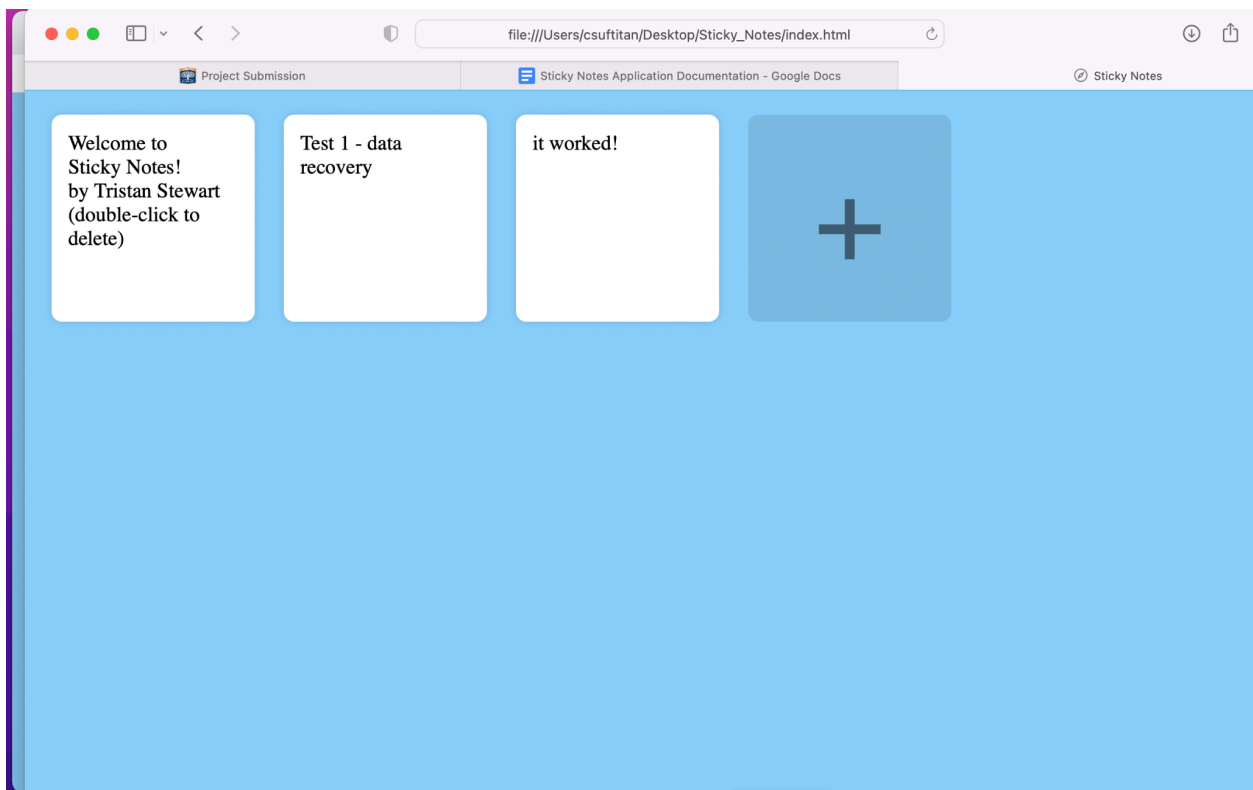 file:///Users/csuftitan/Desktop/Sticky_Notes/index.html
Project Submission
Sticky Notes Application Documentation - Google Docs
Sticky Notes
Welcome to
Sticky Notes!
by Tristan Stewart
(double-click to
delete)
Test 1 - data
recovery
it worked!
+